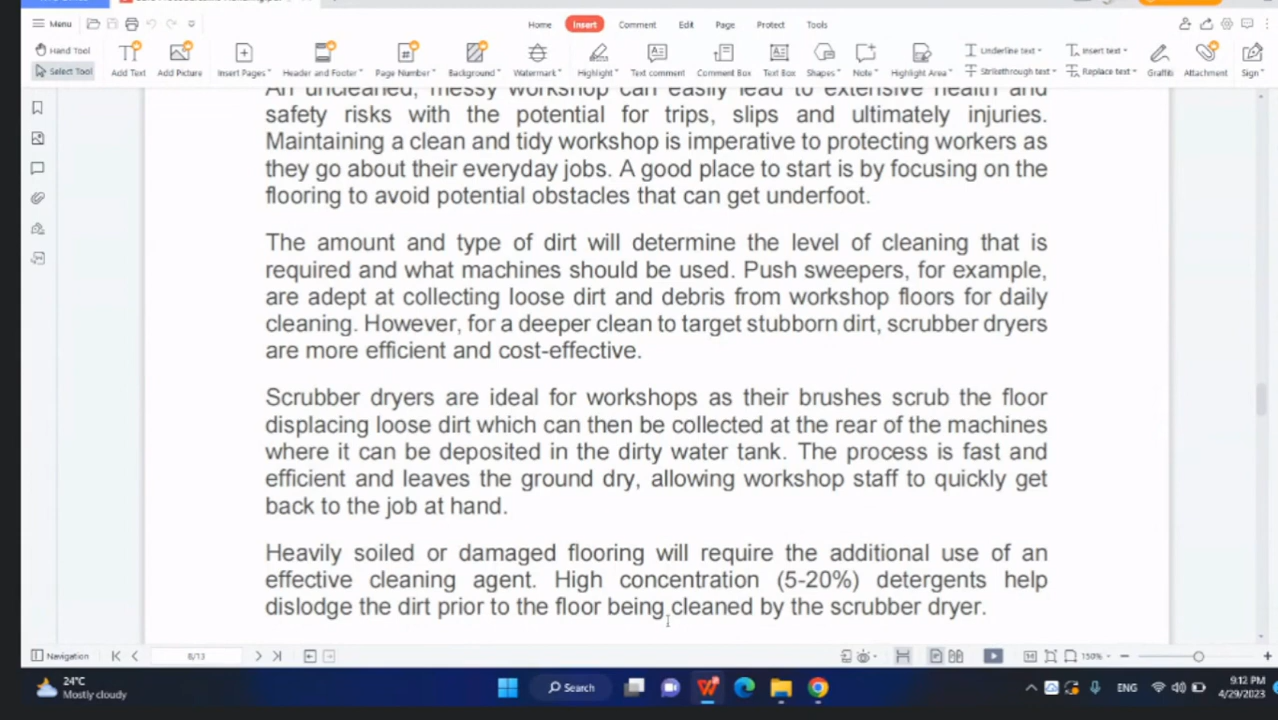 Menu
Home
Insert
Comment
Edit
Page
Protect
Tools
Hand Tool
Select Tool
Add Text
Add Picture
Insert Pages
Header and Footer
Page Number
Background
Watermark
Highlight
Text comment
Comment Box
Text Box
Shapes
Note
Highlight Area
Underline text
Strikethrough text
Insert text
Replace text
Graffiti
Attachment
Sign
An uncleaned, messy workshop can easily lead to extensive health and
safety risks with the potential for trips, slips and ultimately injuries.
Maintaining a clean and tidy workshop is imperative to protecting workers as
they go about their everyday jobs. A good place to start is by focusing on the
flooring to avoid potential obstacles that can get underfoot.
The amount and type of dirt will determine the level of cleaning that is
required and what machines should be used. Push sweepers, for example,
are adept at collecting loose dirt and debris from workshop floors for daily
cleaning. However, for a deeper clean to target stubborn dirt, scrubber dryers
are more efficient and cost-effective.
Scrubber dryers are ideal for workshops as their brushes scrub the floor
displacing loose dirt which can then be collected at the rear of the machines
where it can be deposited in the dirty water tank. The process is fast and
efficient and leaves the ground dry, allowing workshop staff to quickly get
back to the job at hand.
Heavily soiled or damaged flooring will require the additional use of an
effective cleaning agent. High concentration (5-20%) detergents help
dislodge the dirt prior to the floor being cleaned by the scrubber dryer.
Navigation
8/13
150%
24°C
Mostly cloudy
Search
ENG
9:12 PM
4/29/2023